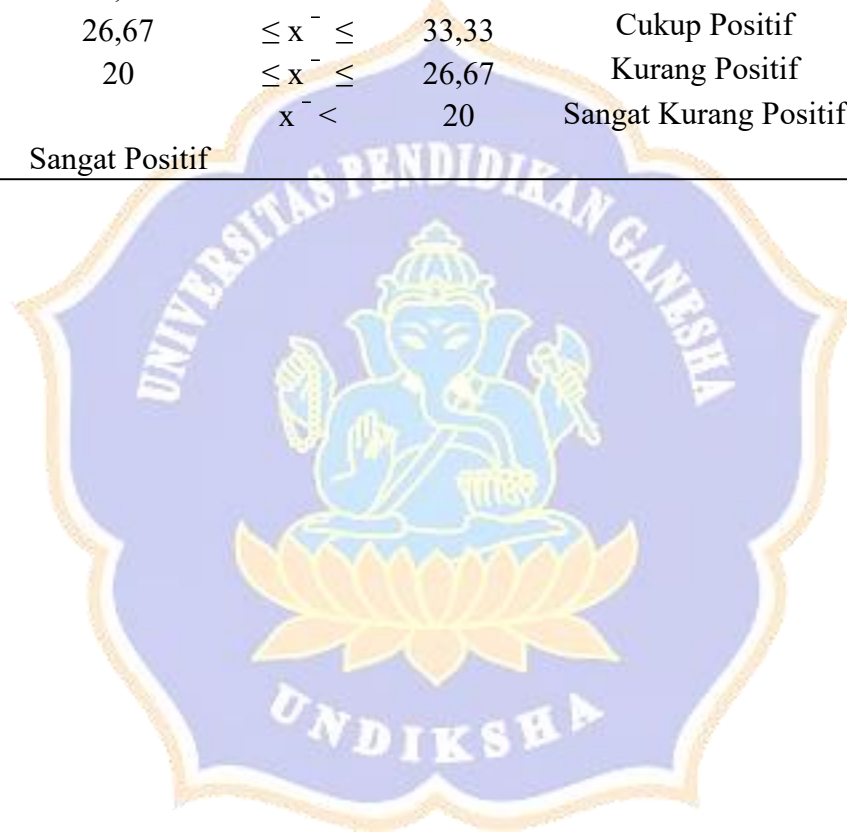 26,67 ≤ x̄ ≤ 33,33 Cukup Positif
20 ≤ x̄ ≤ 26,67 Kurang Positif
x̄ < 20 Sangat Kurang Positif
Sangat Positif
UNIVERSITAS PENDIDIKAN GANESHA
UNDIKSHA